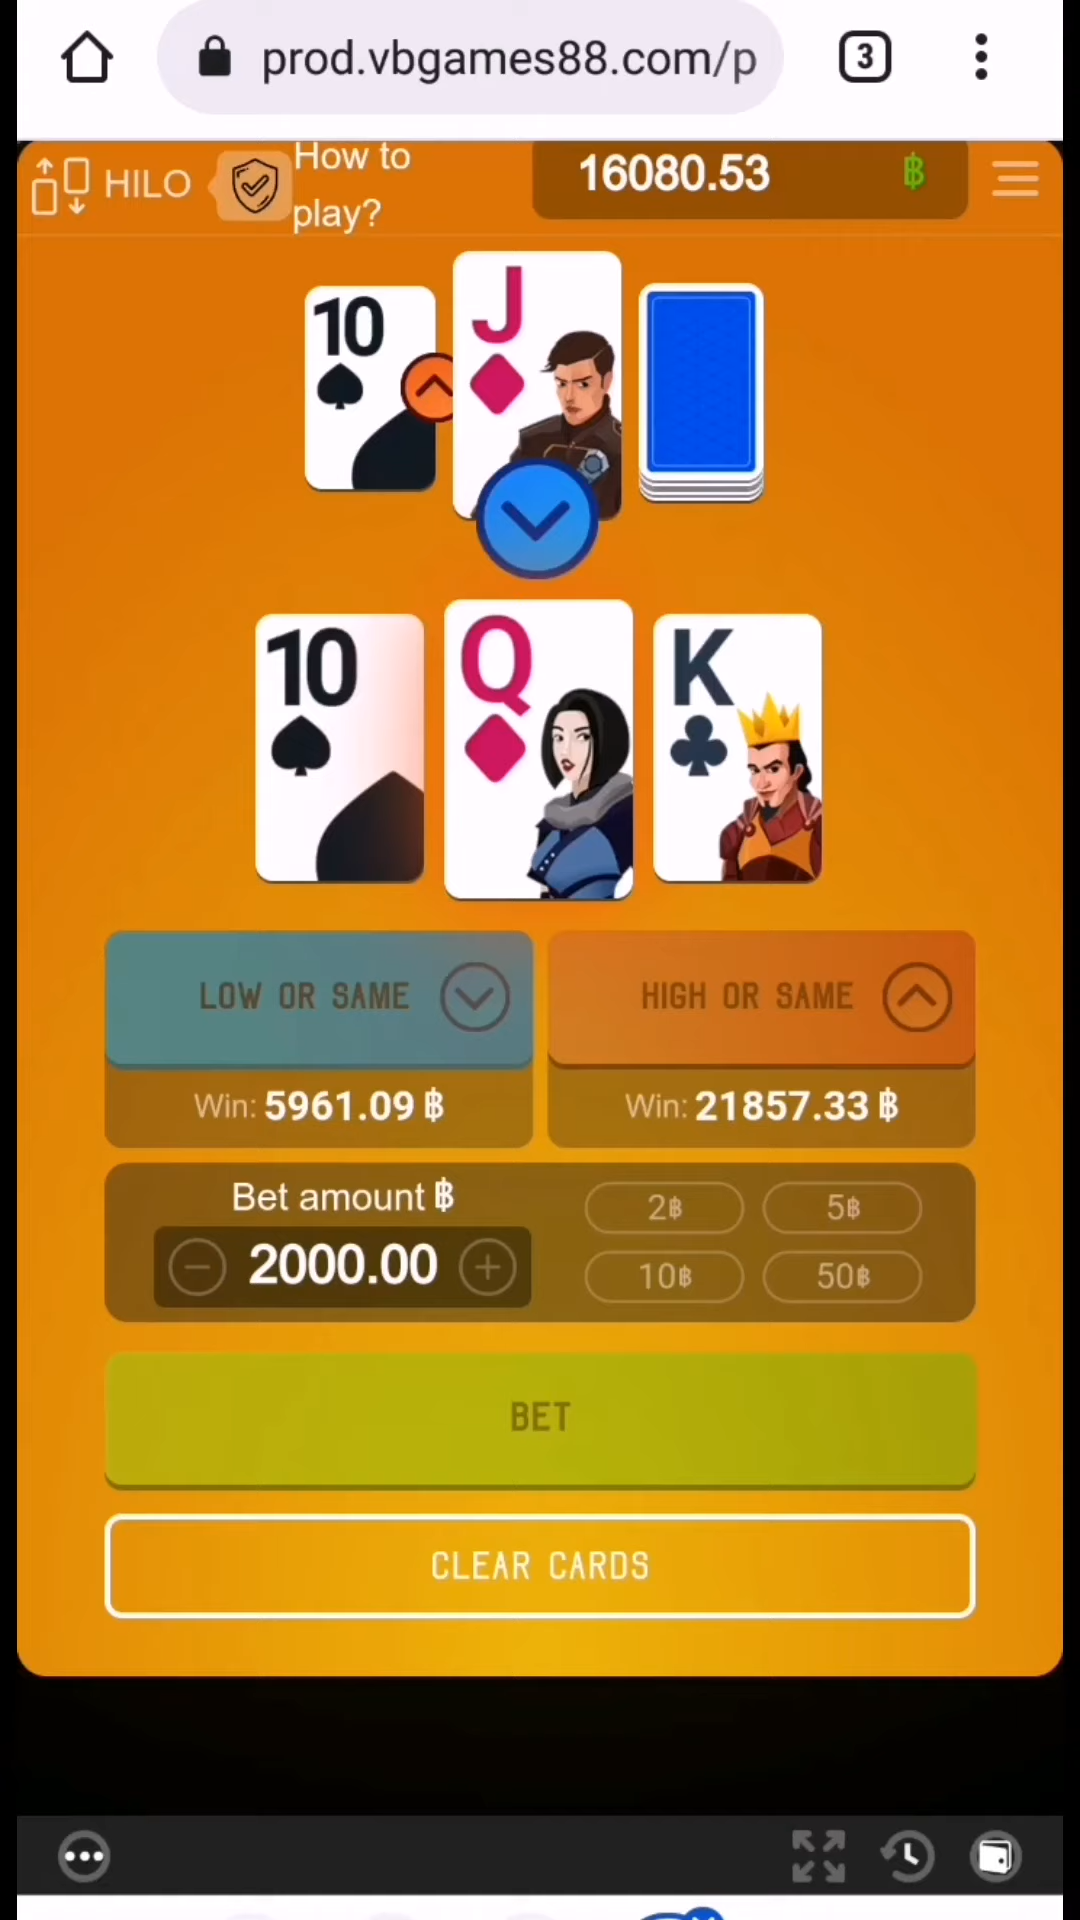 prod.vbgames88.com/p
3
HILO
How to
play?
16080.53 ฿
10
J
10
Q
K
LOW OR SAME
HIGH OR SAME
Win: 5961.09 ฿
Win: 21857.33 ฿
Bet amount ฿
2000.00
2฿
5฿
10฿
50฿
BET
CLEAR CARDS